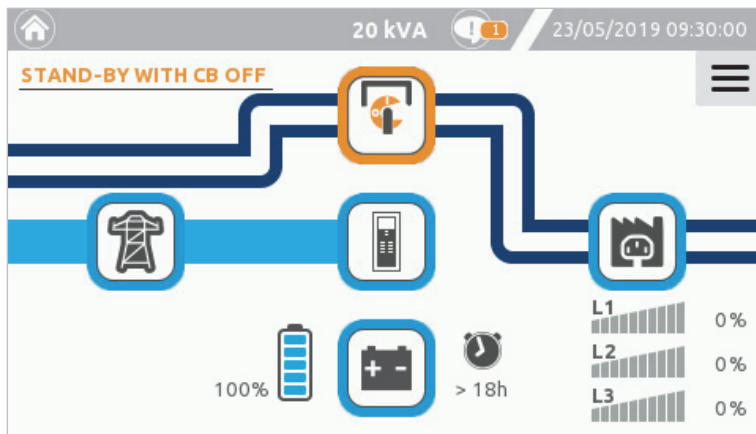 20 kVA
1
23/05/2019 09:30:00
STAND-BY WITH CB OFF
L1
0%
L2
0%
L3
0%
100%
> 18h